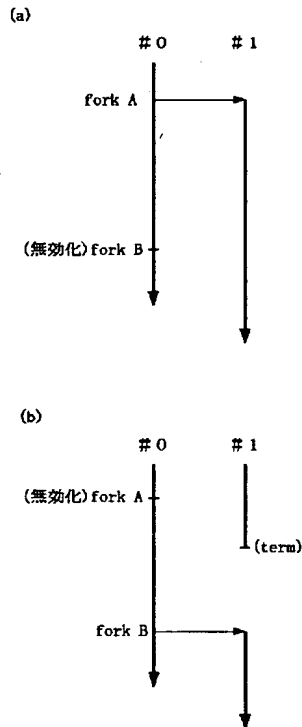 (a)
#0 #1
fork A
(無効化)fork B
(b)
#0 #1
(無効化)fork A
(term)
fork B